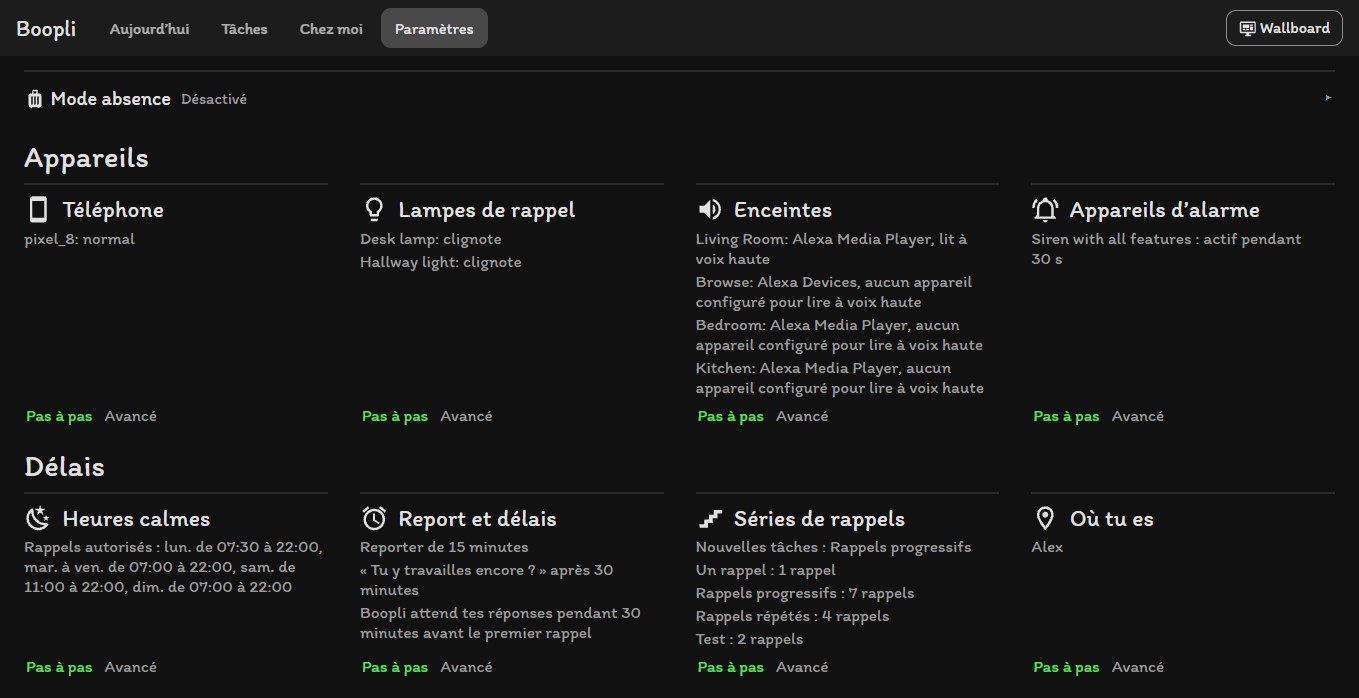 Boopli
Aujourd'hui
Tâches
Chez moi
Paramètres
Wallboard
Mode absence Désactivé
Appareils
Téléphone
pixel_8: normal
Pas à pas Avancé
Lampes de rappel
Desk lamp: clignote
Hallway light: clignote
Pas à pas Avancé
Enceintes
Living Room: Alexa Media Player, lit à
voix haute
Browse: Alexa Devices, aucun appareil
configuré pour lire à voix haute
Bedroom: Alexa Media Player, aucun
appareil configuré pour lire à voix haute
Kitchen: Alexa Media Player, aucun
appareil configuré pour lire à voix haute
Pas à pas Avancé
Appareils d’alarme
Siren with all features : actif pendant
30 s
Pas à pas Avancé
Délais
Heures calmes
Rappels autorisés : lun. de 07:30 à 22:00,
mar. à ven. de 07:00 à 22:00, sam. de
11:00 à 22:00, dim. de 07:00 à 22:00
Pas à pas Avancé
Report et délais
Reporter de 15 minutes
« Tu y travailles encore ? » après 30
minutes
Boopli attend tes réponses pendant 30
minutes avant le premier rappel
Pas à pas Avancé
Séries de rappels
Nouvelles tâches : Rappels progressifs
Un rappel : 1 rappel
Rappels progressifs : 7 rappels
Rappels répétés : 4 rappels
Test : 2 rappels
Pas à pas Avancé
Où tu es
Alex
Pas à pas Avancé